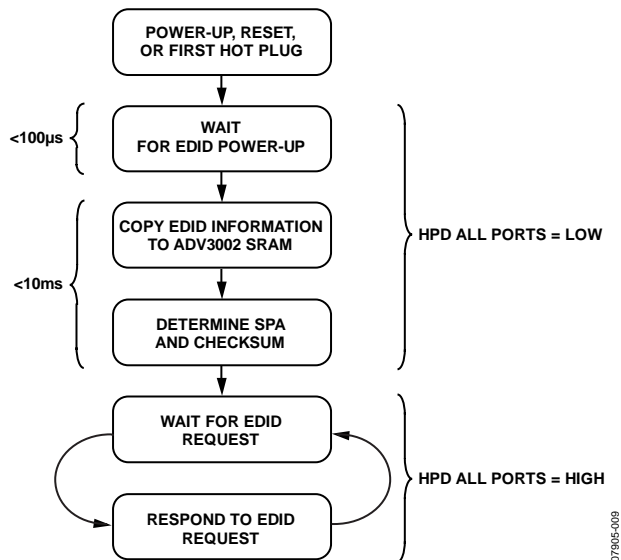 POWER-UP, RESET,
OR FIRST HOT PLUG
<100µs
WAIT
FOR EDID POWER-UP
COPY EDID INFORMATION
TO ADV3002 SRAM
HPD ALL PORTS = LOW
<10ms
DETERMINE SPA
AND CHECKSUM
WAIT FOR EDID
REQUEST
HPD ALL PORTS = HIGH
RESPOND TO EDID
REQUEST
07905-009